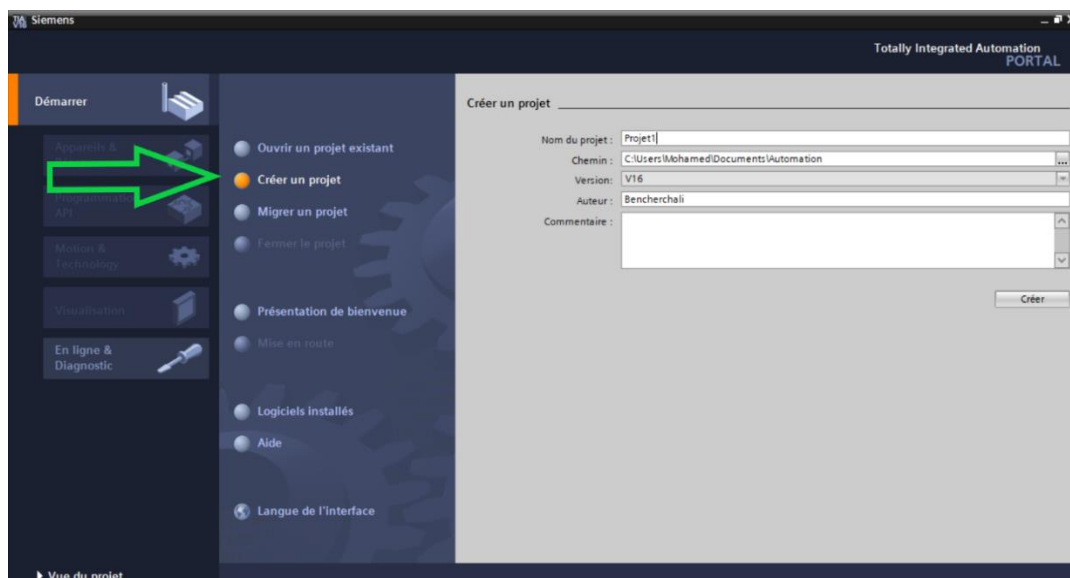 Siemens
Totally Integrated Automation
PORTAL
Démarrer
Appareils &
Programmation
API
Motion &
Technology
Visualisation
En ligne &
Diagnostic
Ouvrir un projet existant
Créer un projet
Migrer un projet
Fermer le projet
Présentation de bienvenue
Mise en route
Logiciels installés
Aide
Langue de l'interface
Créer un projet
Nom du projet : Projet1
Chemin : C:\Users\Mohamed\Documents\Automation
Version: V16
Auteur : Bencherchali
Commentaire :
Créer
Vue du projet